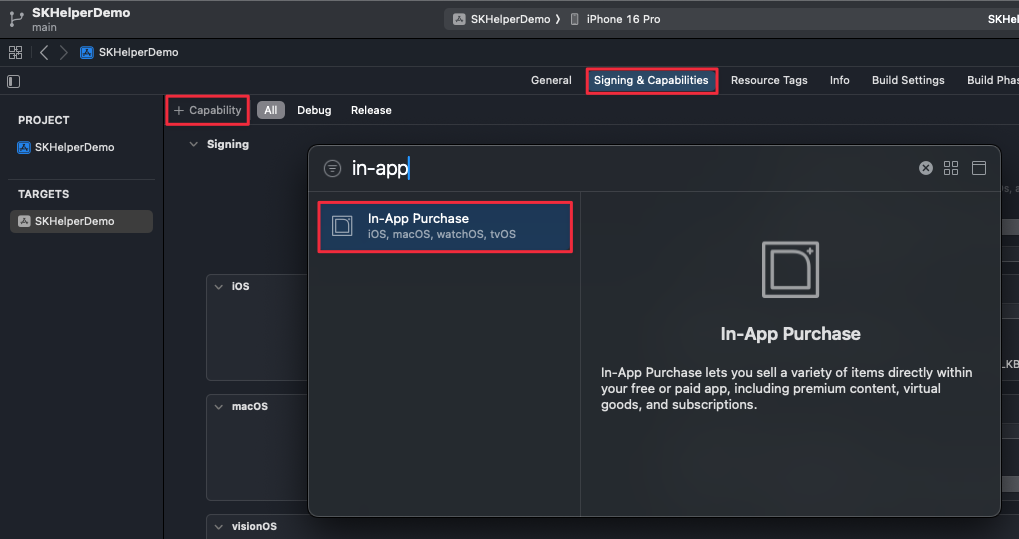 SKHelperDemo
main
SKHelperDemo
iPhone 16 Pro
SKHelperDemo
General
Signing & Capabilities
Resource Tags
Info
Build Settings
Build Phas
+ Capability
All
Debug
Release
PROJECT
SKHelperDemo
TARGETS
SKHelperDemo
Signing
in-app
In-App Purchase
iOS, macOS, watchOS, tvOS
In-App Purchase
In-App Purchase lets you sell a variety of items directly within
your free or paid app, including premium content, virtual
goods, and subscriptions.
iOS
macOS
visionOS